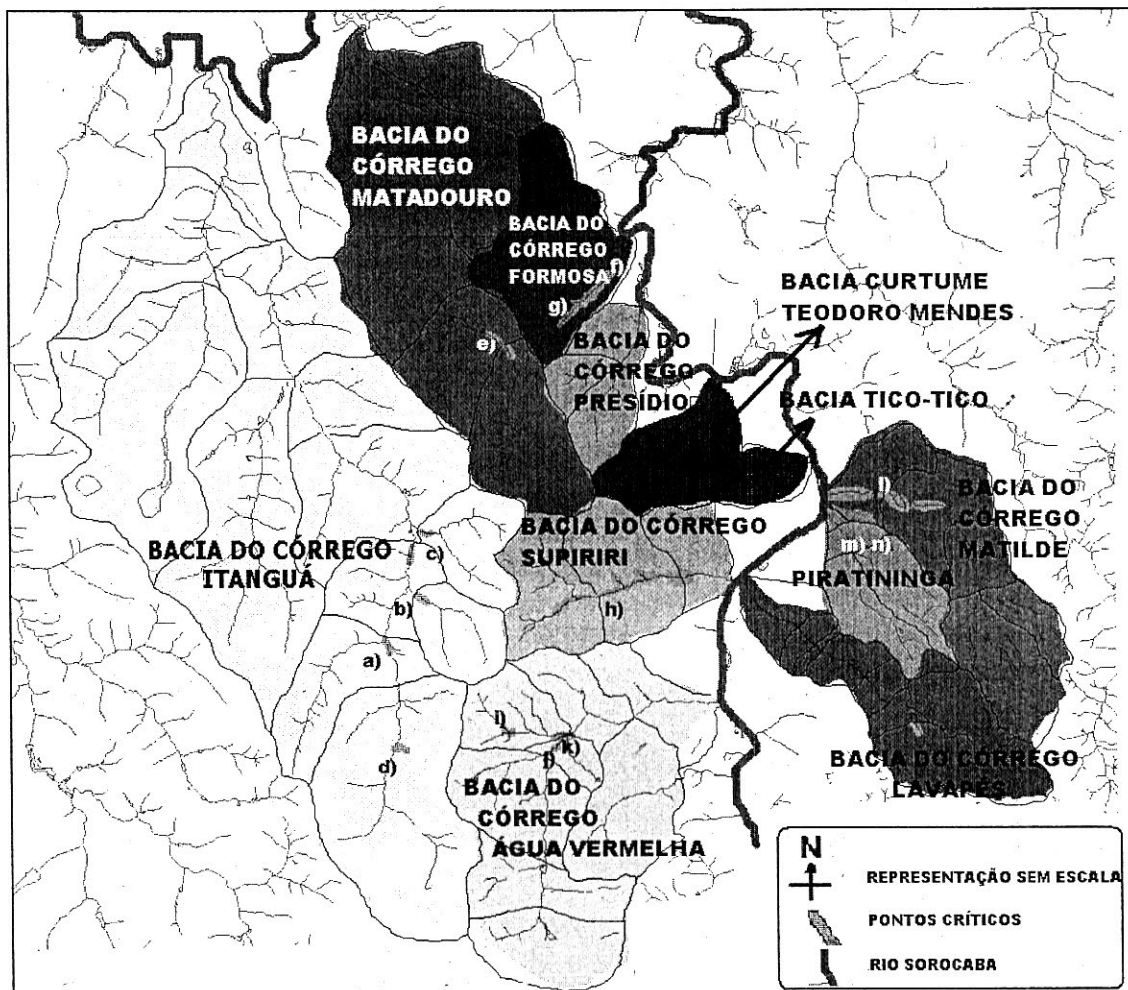 BACIA DO
CÓRREGO
MATADOURO
BACIA DO
CÓRREGO
FORMOSA
f)
g)
e)
BACIA DO
CÓRREGO
PRESÍDIO
BACIA CURTUME
TEODORO MENDES
BACIA TICO-TICO
l)
BACIA DO
CÓRREGO
MATILDE
m) n)
PIRATININGA
BACIA DO CÓRREGO
SUPIRIRI
h)
BACIA DO CÓRREGO
ITANGUÁ
c)
b)
a)
d)
i)
k)
j)
BACIA DO
CÓRREGO
ÁGUA VERMELHA
BACIA DO CÓRREGO
LAVAPÉS
N
REPRESENTAÇÃO SEM ESCALA
PONTOS CRÍTICOS
RIO SOROCABA